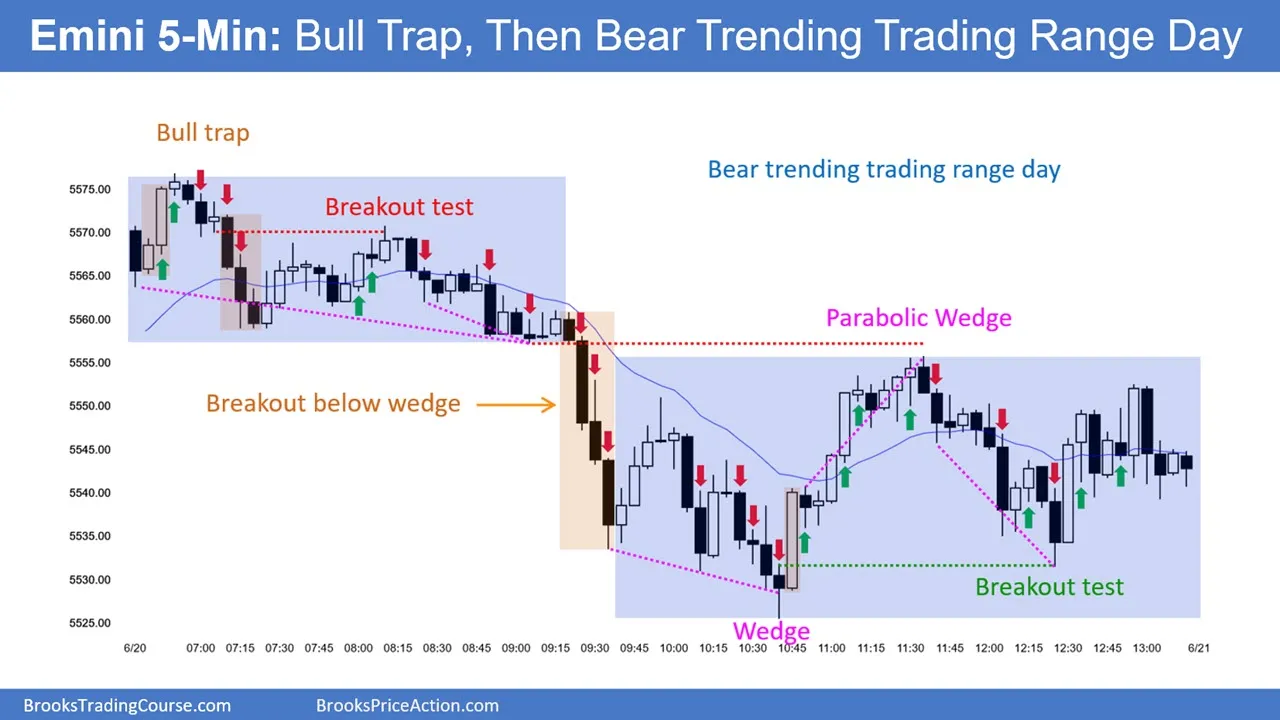 Emini 5-Min: Bull Trap, Then Bear Trending Trading Range Day
Bull trap
Bear trending trading range day
5575.00
Breakout test
5570.00
5565.00
5560.00
Parabolic Wedge
5555.00
Breakout below wedge
5550.00
5545.00
5540.00
5535.00
5530.00
Breakout test
5525.00
Wedge
6/20 07:00 07:15 07:30 07:45 08:00 08:15 08:30 08:45 09:00 09:15 09:30 09:45 10:00 10:15 10:30 10:45 11:00 11:15 11:30 11:45 12:00 12:15 12:30 12:45 13:00 6/21
BrooksTradingCourse.com BrooksPriceAction.com